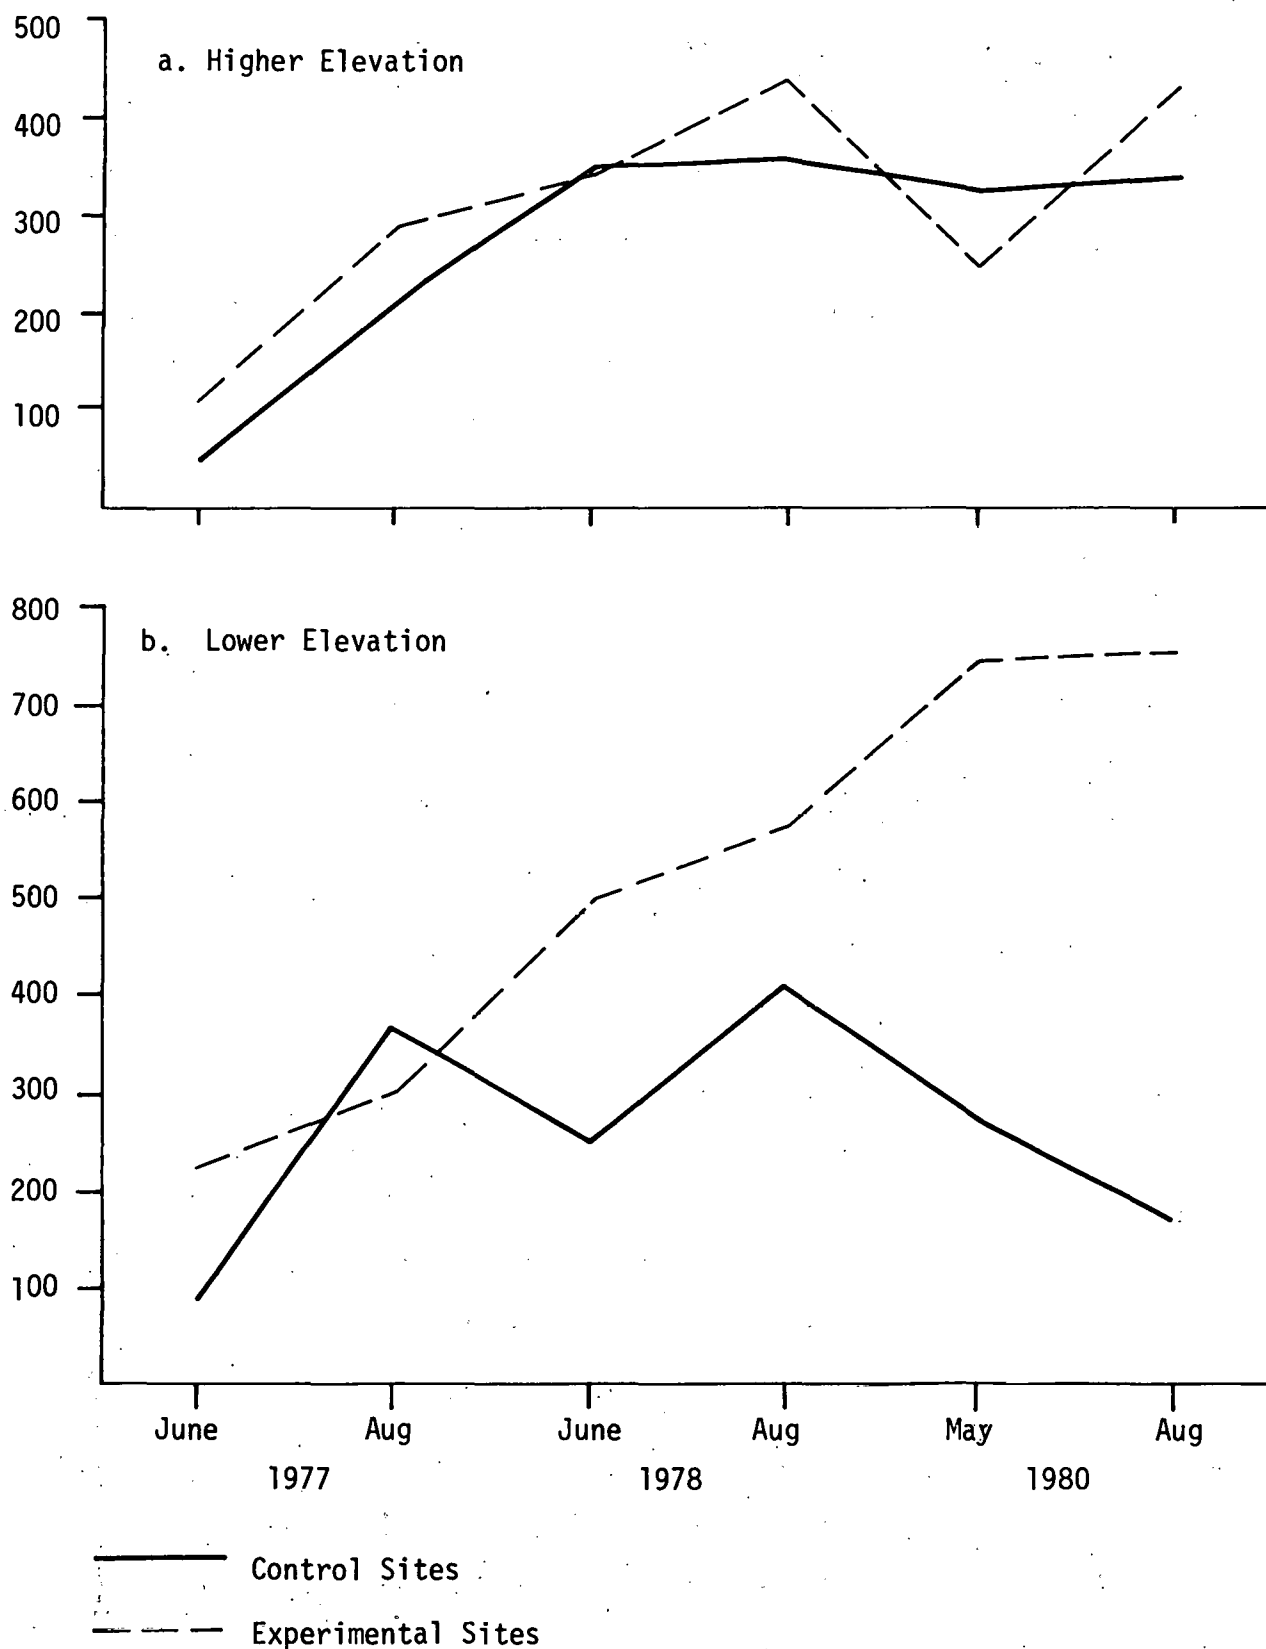 500
a. Higher Elevation
400
300
200
100
800
b. Lower Elevation
700
600
500
400
300
200
100
June Aug June Aug May Aug
1977 1978 1980
Control Sites
Experimental Sites